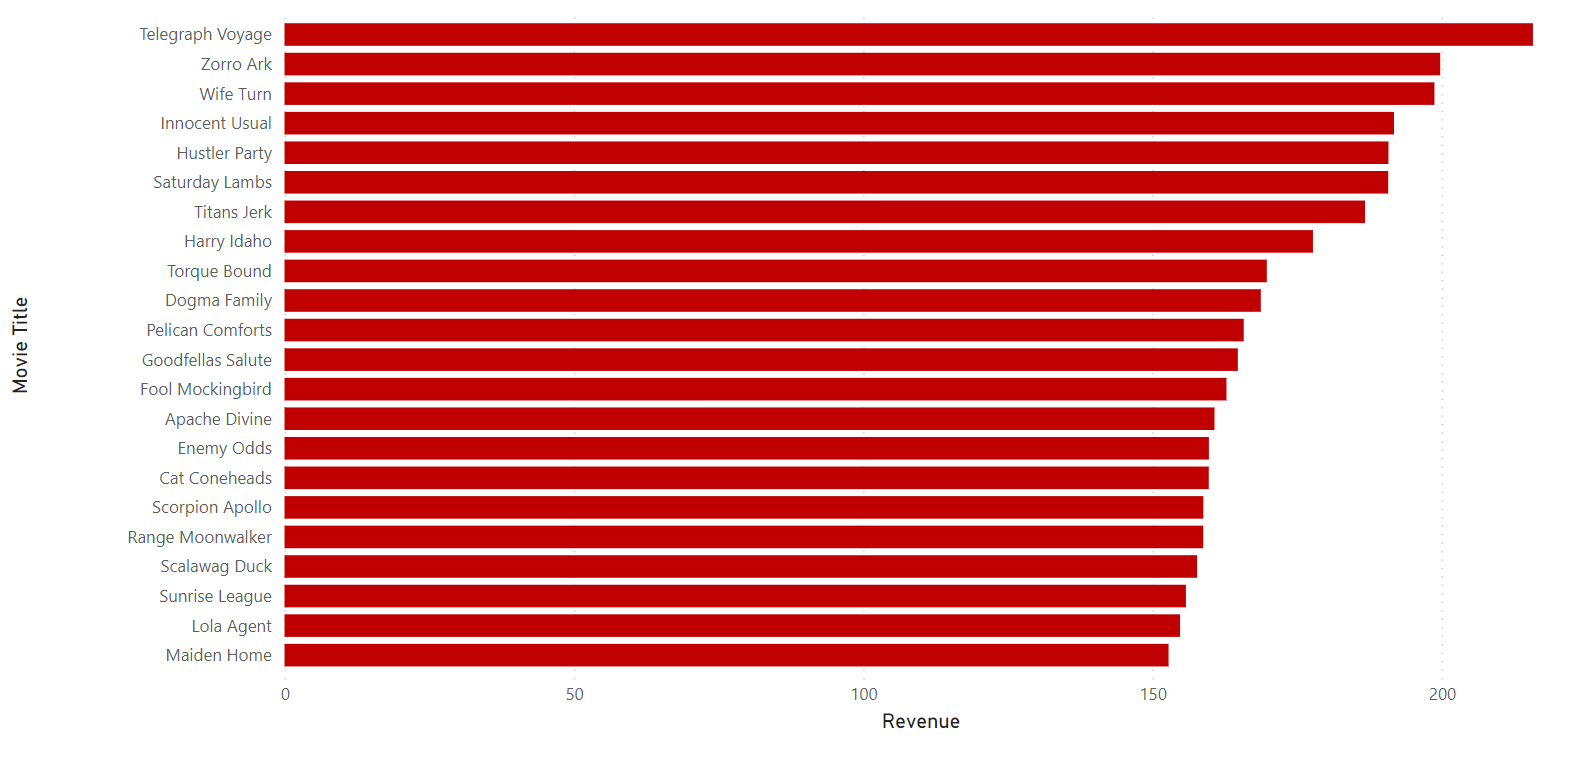 Movie Title
Telegraph Voyage
Zorro Ark
Wife Turn
Innocent Usual
Hustler Party
Saturday Lambs
Titans Jerk
Harry Idaho
Torque Bound
Dogma Family
Pelican Comforts
Goodfellas Salute
Fool Mockingbird
Apache Divine
Enemy Odds
Cat Coneheads
Scorpion Apollo
Range Moonwalker
Scalawag Duck
Sunrise League
Lola Agent
Maiden Home
0 50 100 150 200
Revenue